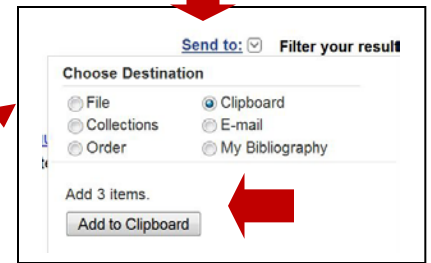 Send to: Filter your result
Choose Destination
File Clipboard
Collections E-mail
Order My Bibliography
Add 3 items.
Add to Clipboard